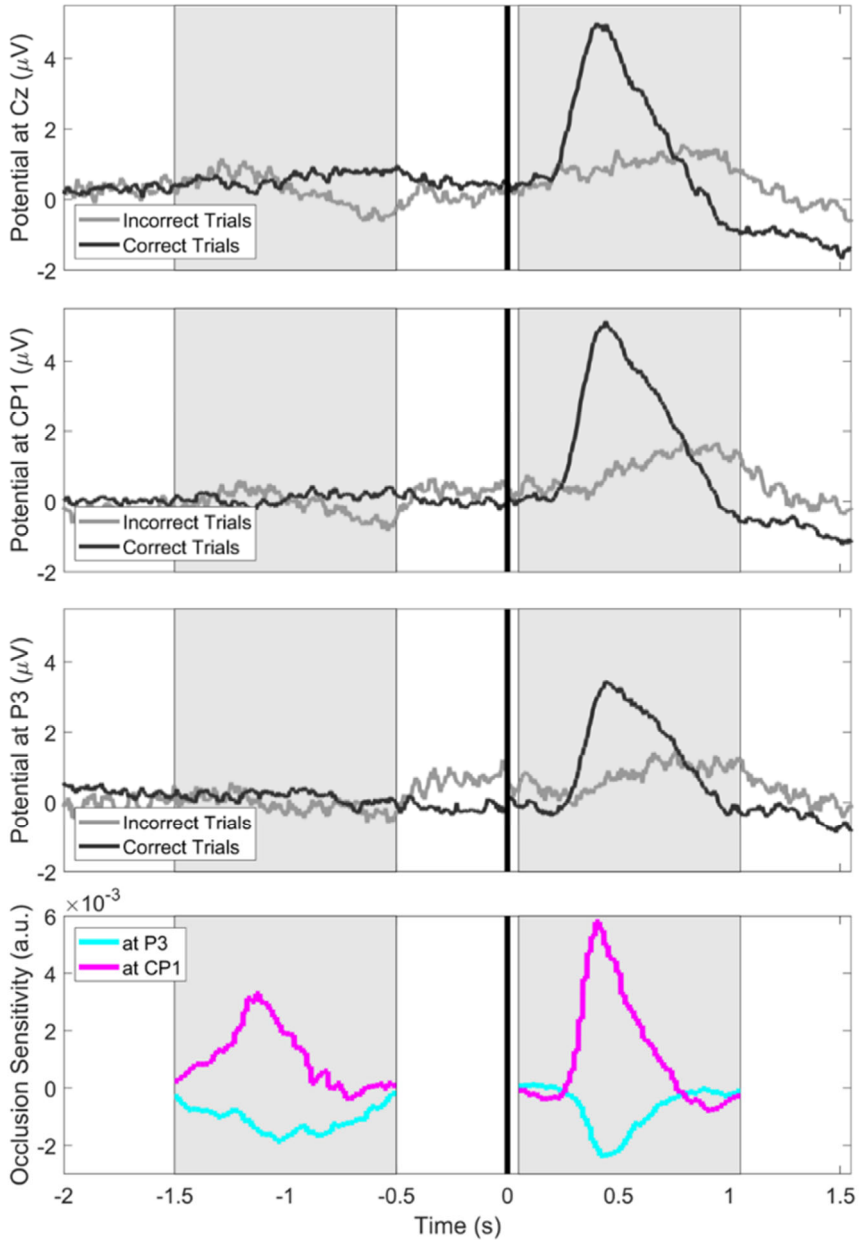 Potential at Cz (μV)
4
2
0
-2
Incorrect Trials
Correct Trials
Potential at CP1 (μV)
4
2
0
-2
Incorrect Trials
Correct Trials
Potential at P3 (μV)
4
2
0
-2
Incorrect Trials
Correct Trials
×10-3
Occlusion Sensitivity (a.u.)
6
4
2
0
-2
at P3
at CP1
-2 -1.5 -1 -0.5 0 0.5 1 1.5
Time (s)